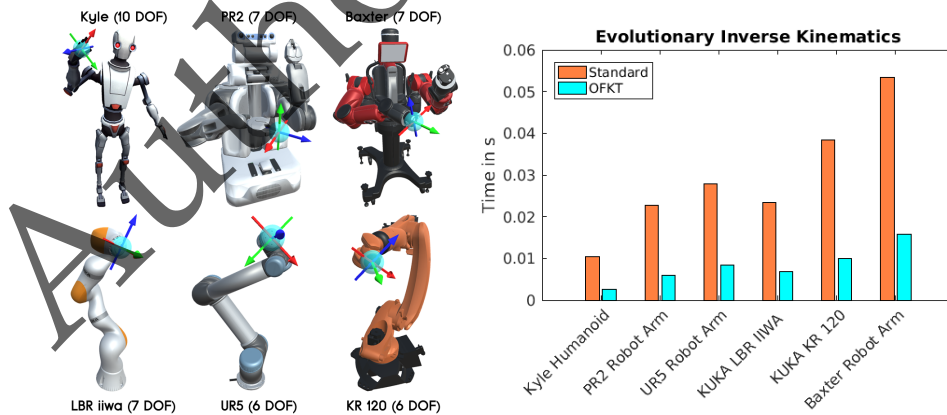 Kyle (10 DOF) PR2 (7 DOF) Baxter (7 DOF)
LBR iiwa (7 DOF) UR5 (6 DOF) KR 120 (6 DOF)
Autho
Evolutionary Inverse Kinematics
Standard
OFKT
Time in s
0.06
0.05
0.04
0.03
0.02
0.01
0
Kyle Humanoid
PR2 Robot Arm
UR5 Robot Arm
KUKA LBR IIWA
KUKA KR 120
Baxter Robot Arm